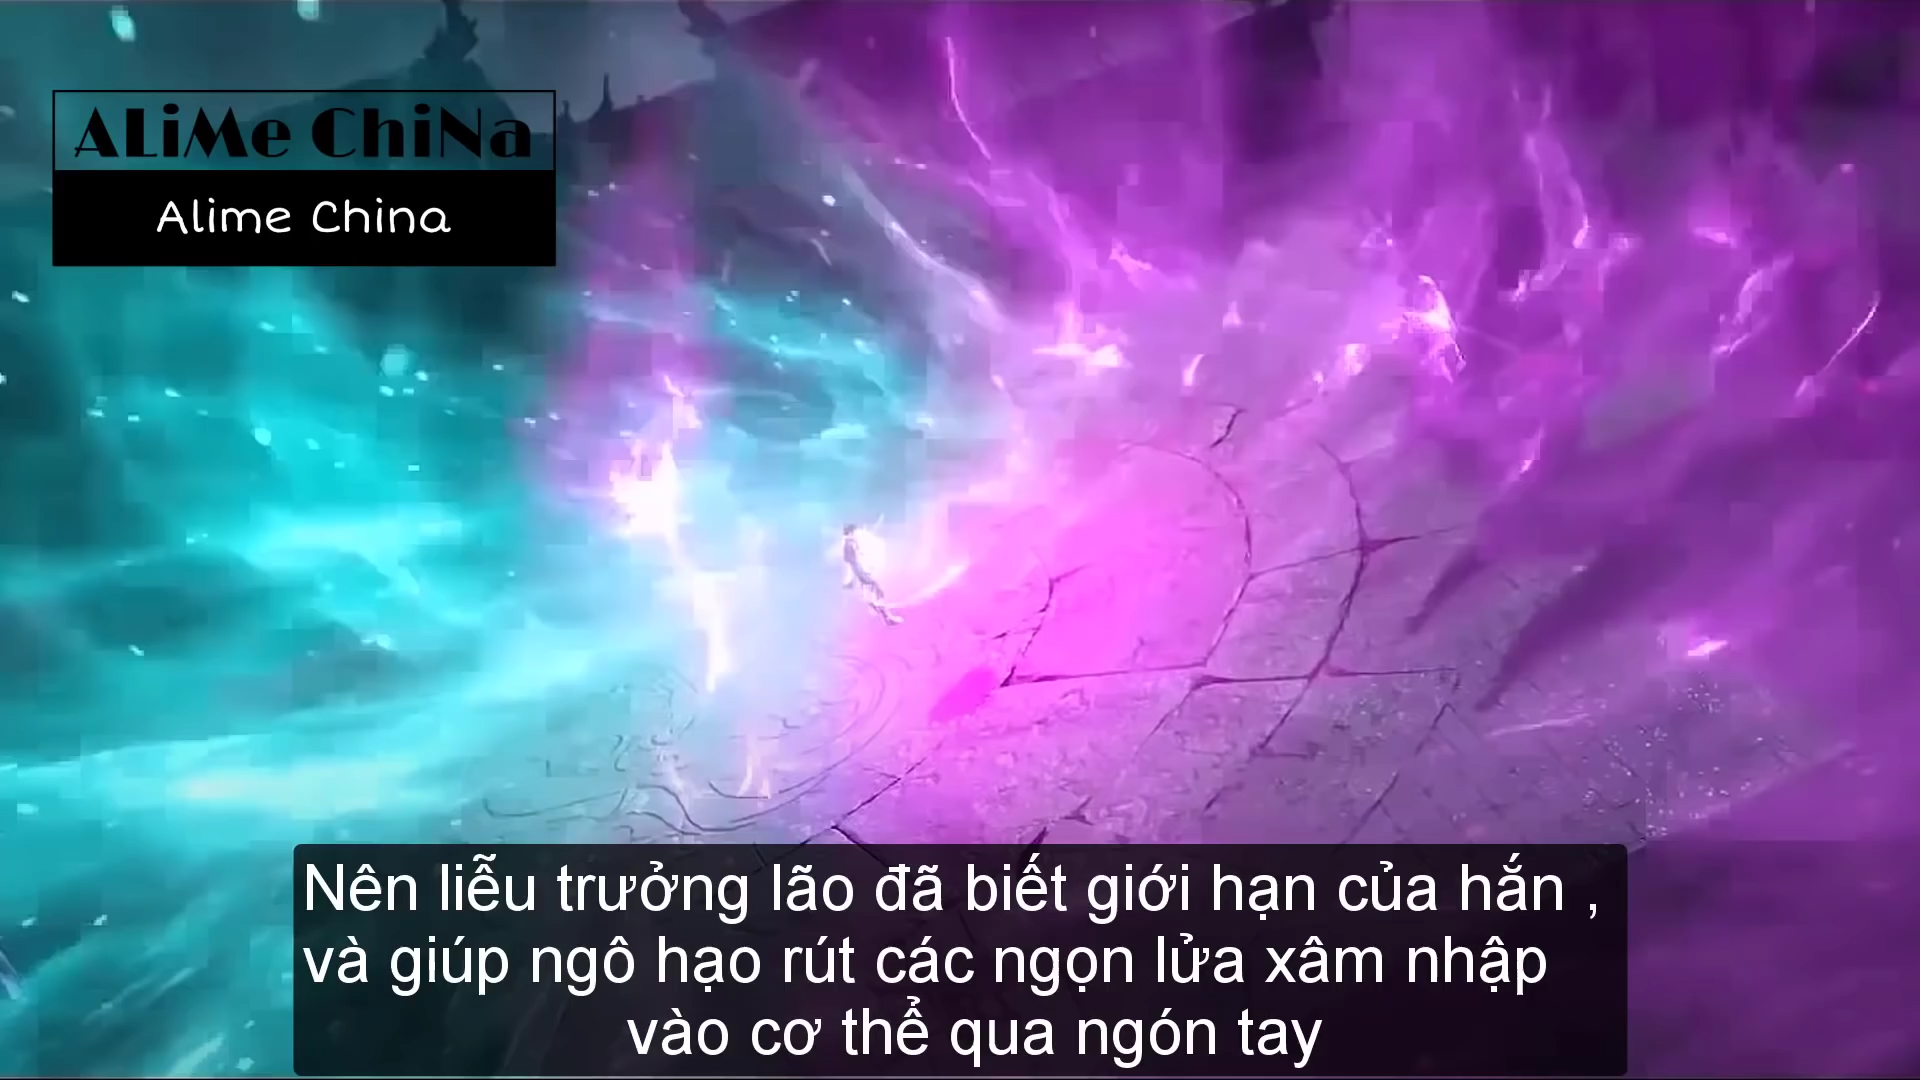 ALiMe ChiNa
Alime China
Nên liễu trưởng lão đã biết giới hạn của hắn ,
và giúp ngô hạo rút các ngọn lửa xâm nhập
vào cơ thể qua ngón tay